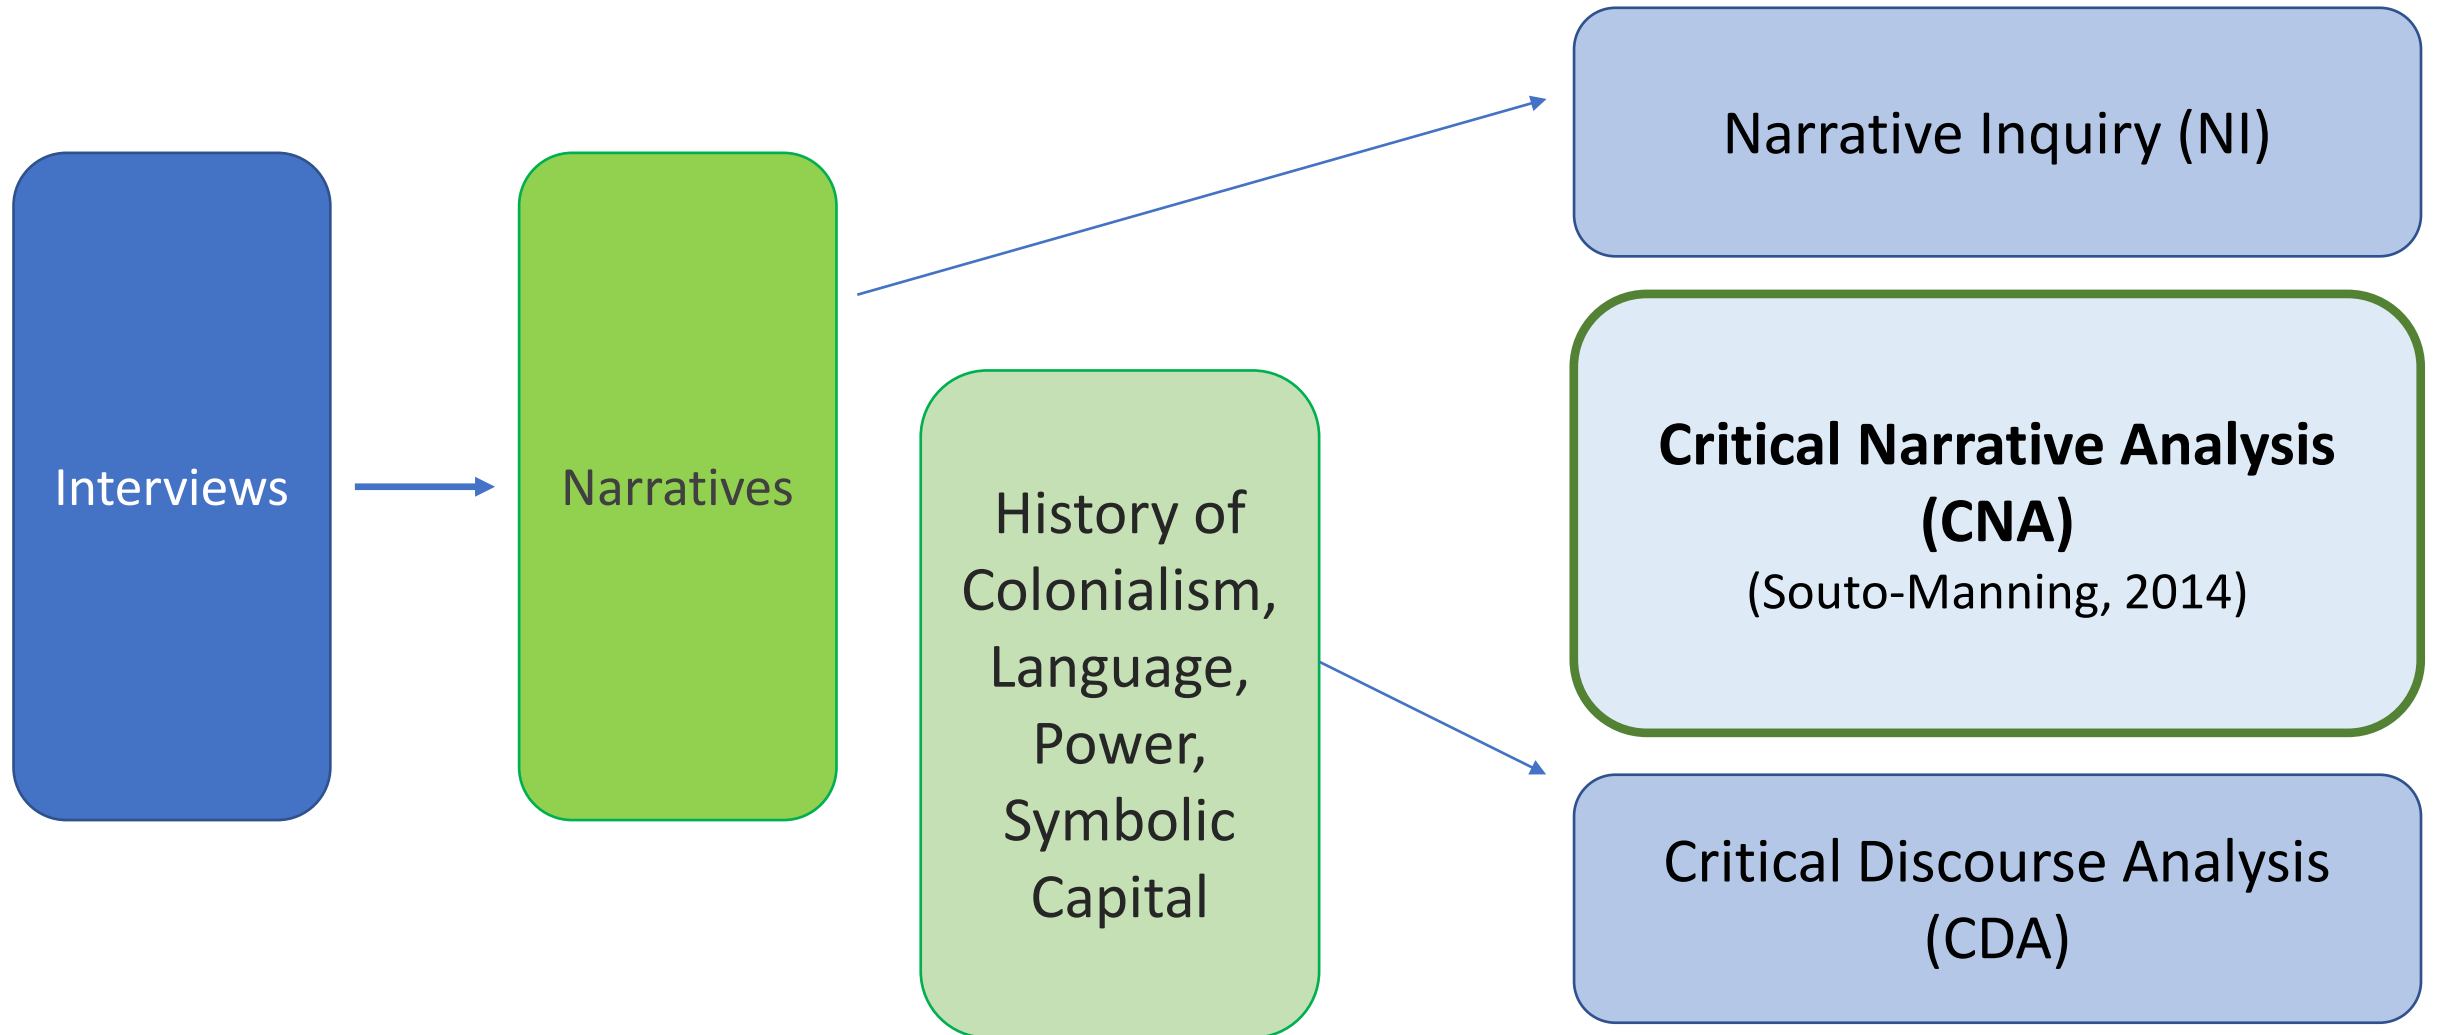 Interviews
Narratives
History of
Colonialism,
Language,
Power,
Symbolic
Capital
Narrative Inquiry (NI)
Critical Narrative Analysis
(CNA)
(Souto-Manning, 2014)
Critical Discourse Analysis
(CDA)